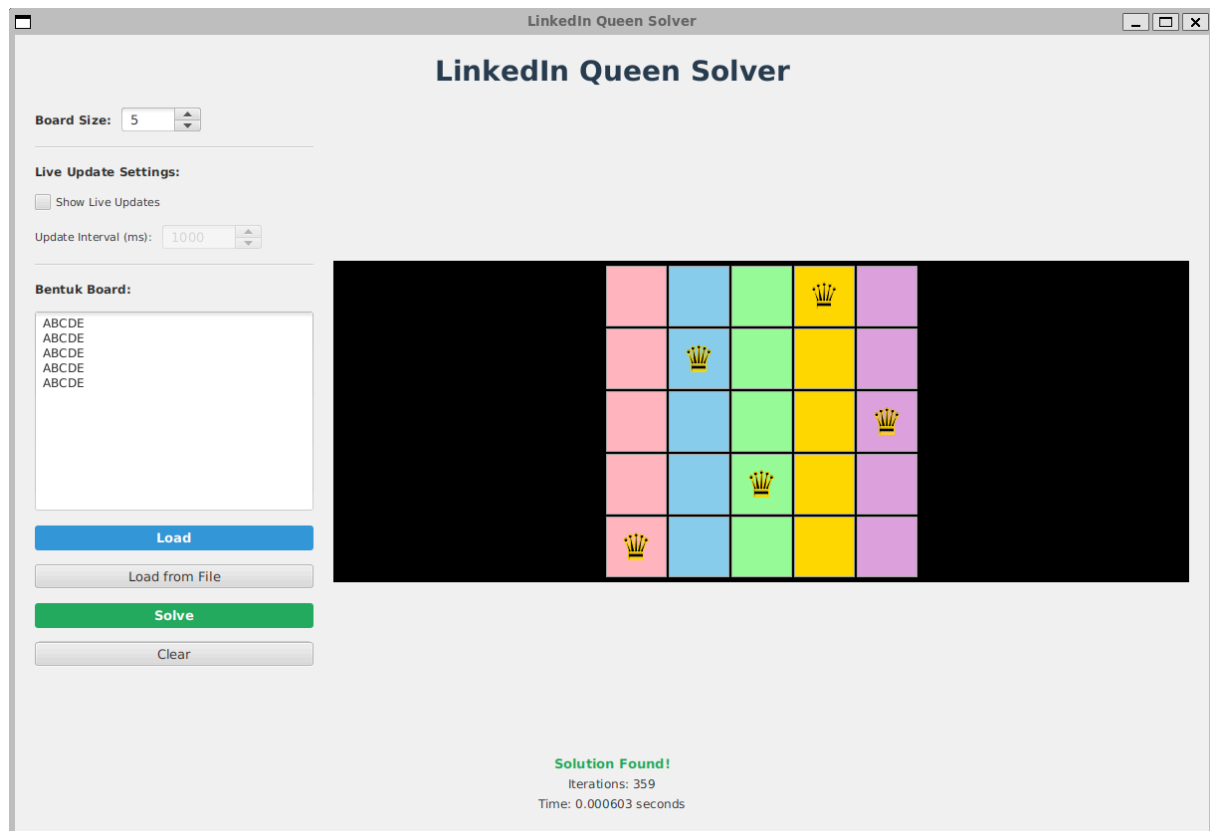 LinkedIn Queen Solver
LinkedIn Queen Solver
Board Size: 5
Live Update Settings:
Show Live Updates
Update Interval (ms): 1000
Bentuk Board:
ABCDE
ABCDE
ABCDE
ABCDE
ABCDE
Load
Load from File
Solve
Clear
Solution Found!
Iterations: 359
Time: 0.000603 seconds